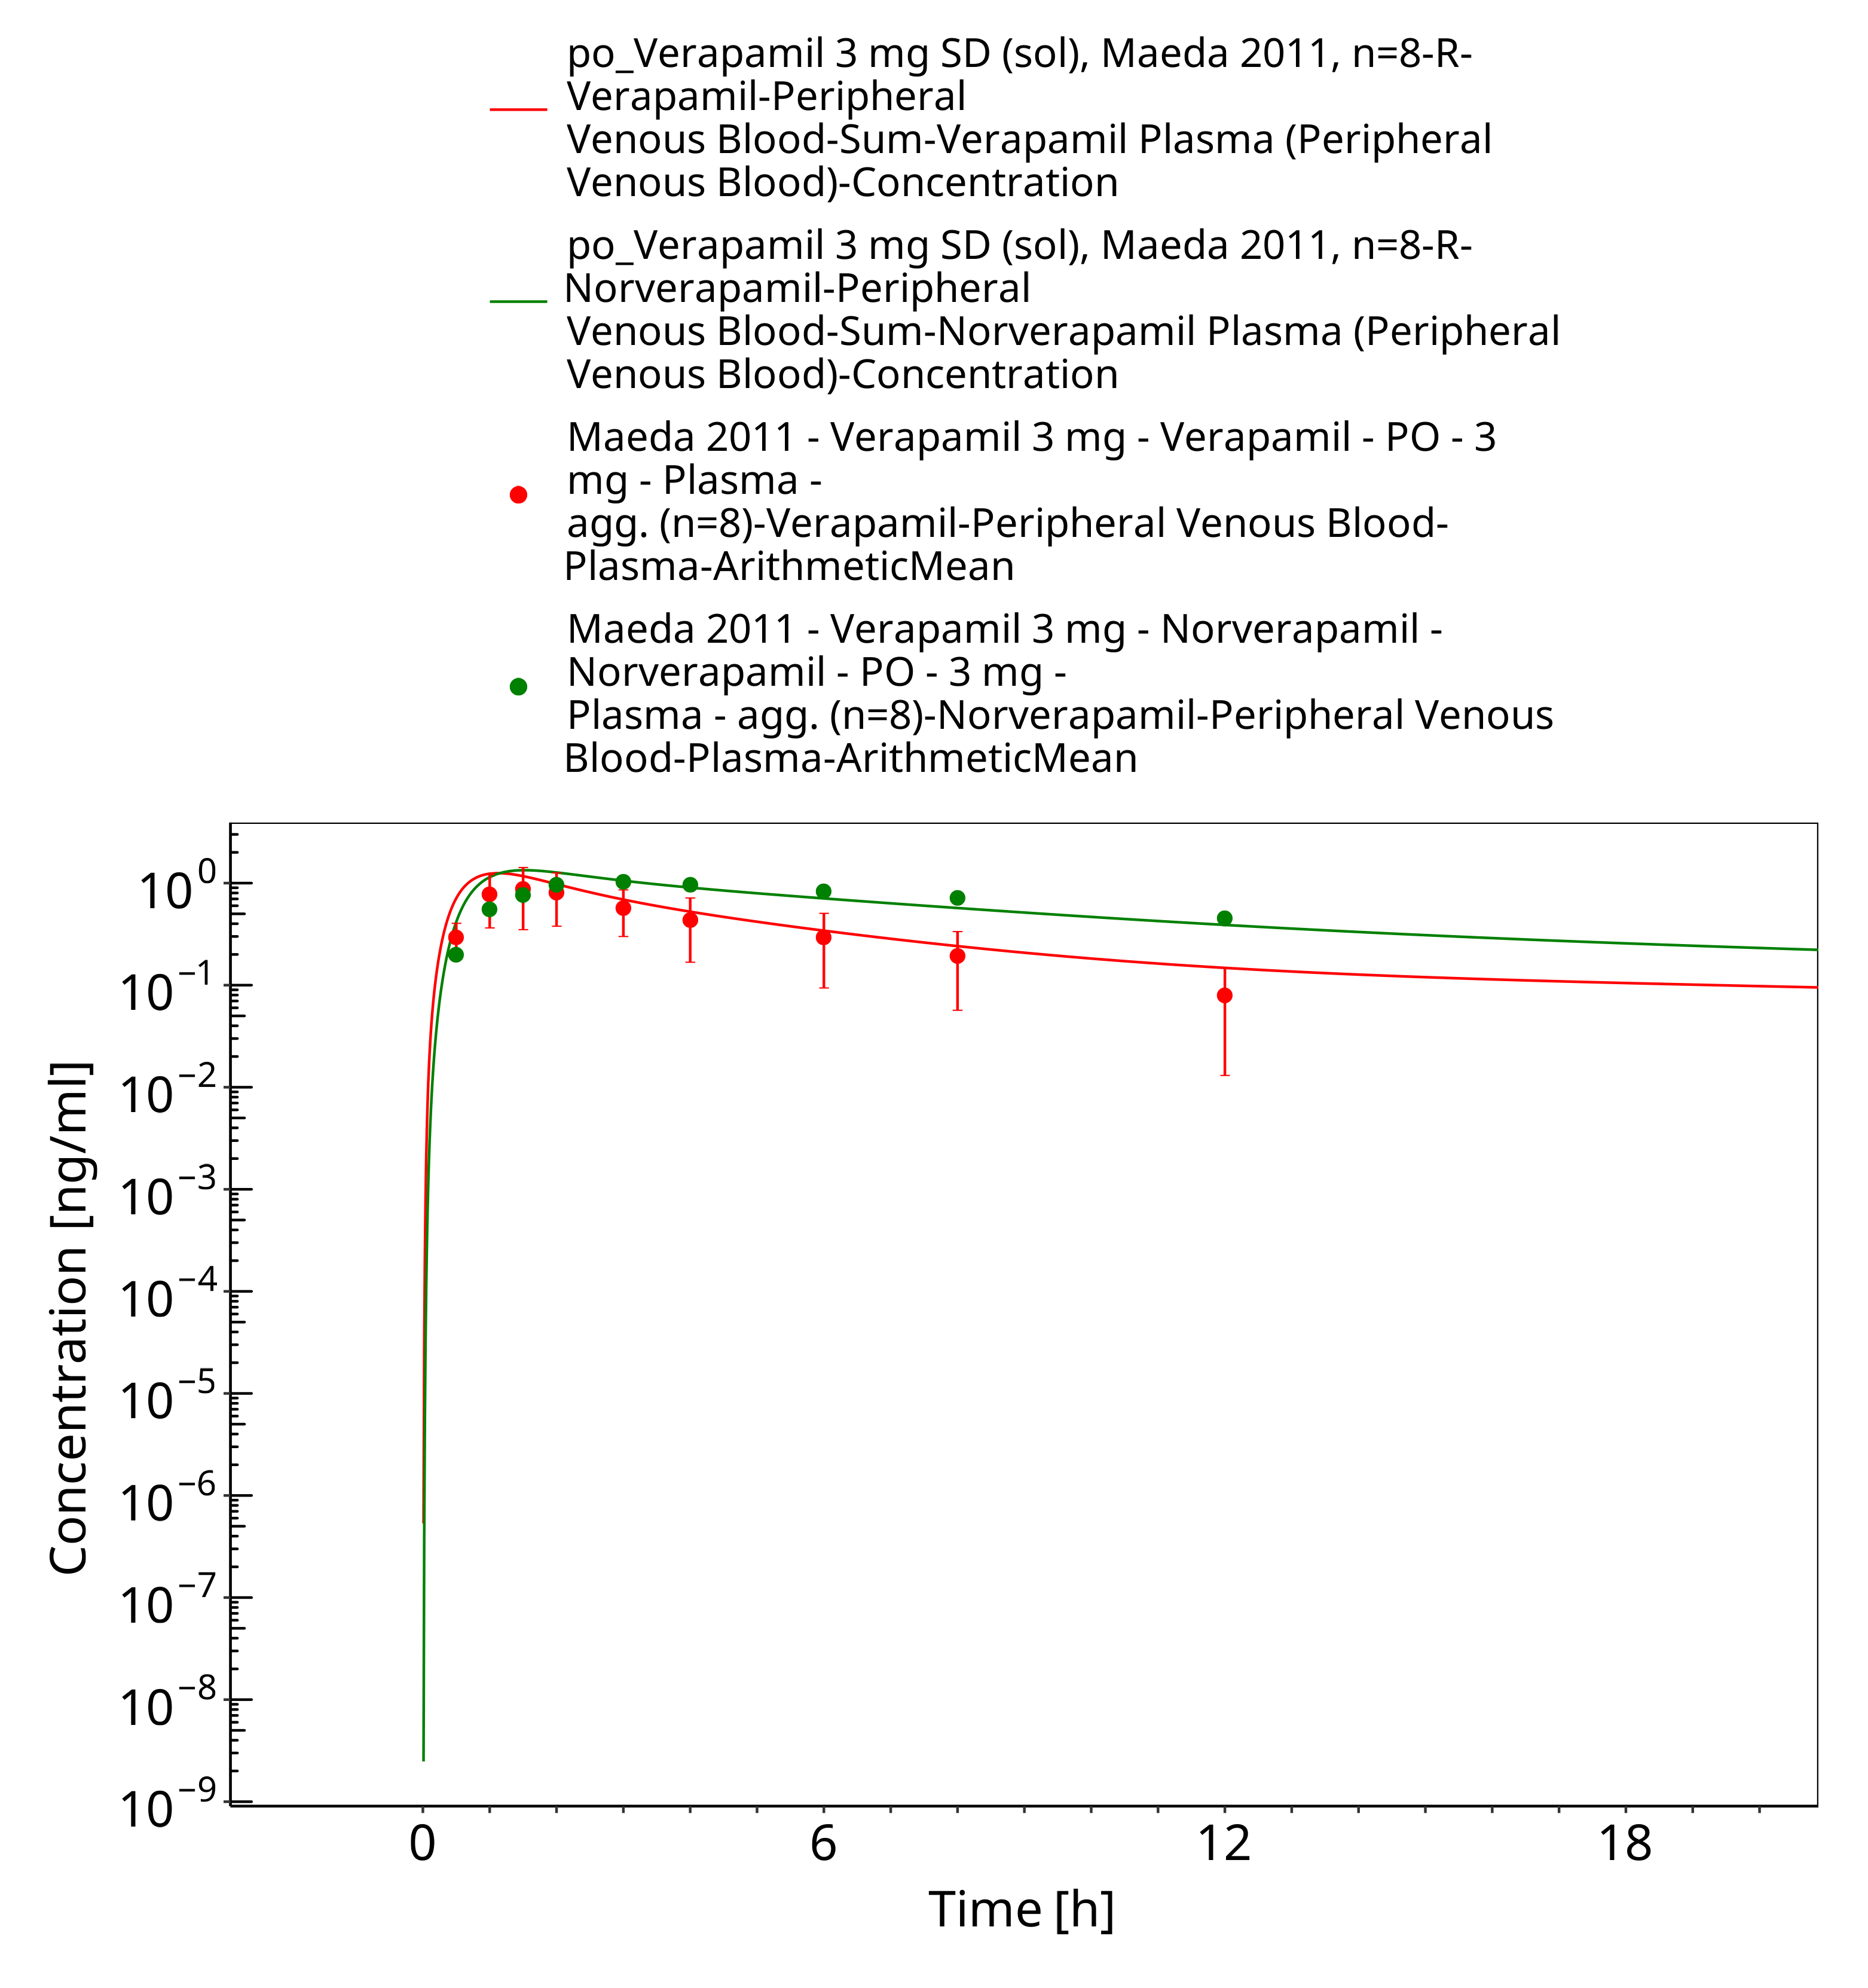 po_Verapamil 3 mg SD (sol), Maeda 2011, n=8-R-
Verapamil-Peripheral
Venous Blood-Sum-Verapamil Plasma (Peripheral
Venous Blood)-Concentration
po_Verapamil 3 mg SD (sol), Maeda 2011, n=8-R-
Norverapamil-Peripheral
Venous Blood-Sum-Norverapamil Plasma (Peripheral
Venous Blood)-Concentration
Maeda 2011 - Verapamil 3 mg - Verapamil - PO - 3
mg - Plasma -
agg. (n=8)-Verapamil-Peripheral Venous Blood-
Plasma-ArithmeticMean
Maeda 2011 - Verapamil 3 mg - Norverapamil -
Norverapamil - PO - 3 mg -
Plasma - agg. (n=8)-Norverapamil-Peripheral Venous
Blood-Plasma-ArithmeticMean
10⁰
10⁻¹
10⁻²
10⁻³
10⁻⁴
10⁻⁵
10⁻⁶
10⁻⁷
10⁻⁸
10⁻⁹
Concentration [ng/ml]
0 6 12 18
Time [h]